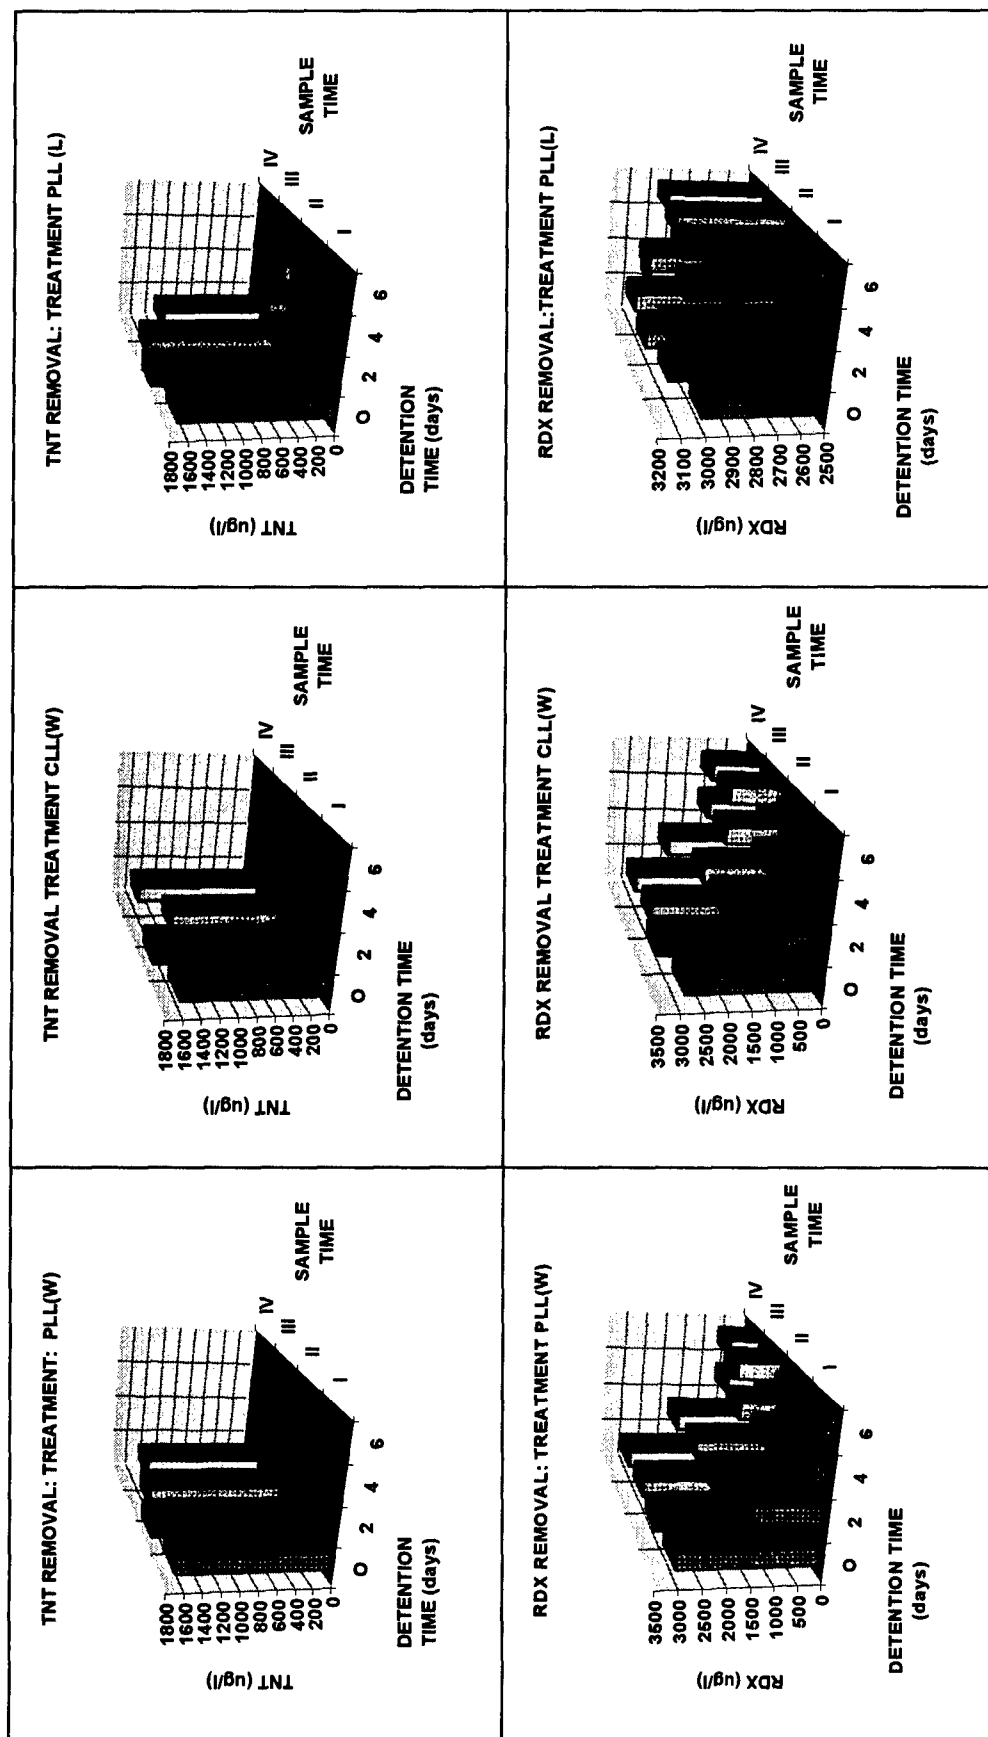 TNT REMOVAL: TREATMENT: PLL(W)
1800
1600
1400
1200
1000
800
600
400
200
0
TNT (ug/l)
O
2
4
6
DETENTION
TIME (days)
I
II
III
IV
SAMPLE
TIME
TNT REMOVAL TREATMENT CLL(W)
1800
1600
1400
1200
1000
800
600
400
200
0
TNT (ug/l)
O
2
4
6
DETENTION TIME
(days)
I
II
III
IV
SAMPLE
TIME
TNT REMOVAL: TREATMENT PLL (L)
1800
1600
1400
1200
1000
800
600
400
200
0
TNT (ug/l)
O
2
4
6
DETENTION
TIME (days)
I
II
III
IV
SAMPLE
TIME
RDX REMOVAL: TREATMENT PLL(W)
3500
3000
2500
2000
1500
1000
500
0
RDX (ug/l)
O
2
4
6
DETENTION TIME
(days)
I
II
III
IV
SAMPLE
TIME
RDX REMOVAL TREATMENT CLL(W)
3500
3000
2500
2000
1500
1000
500
0
RDX (ug/l)
O
2
4
6
DETENTION TIME
(days)
I
II
III
IV
SAMPLE
TIME
RDX REMOVAL:TREATMENT PLL(L)
3200
3100
3000
2900
2800
2700
2600
2500
RDX (ug/l)
O
2
4
6
DETENTION TIME
(days)
I
II
III
IV
SAMPLE
TIME